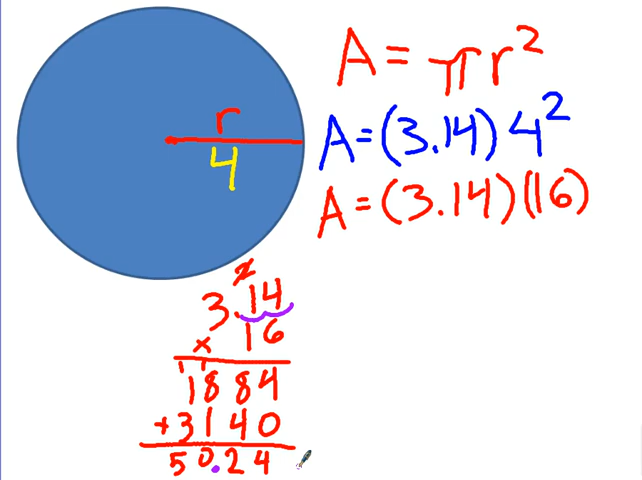 A = πr²
r
A = (3.14) 4²
4
A = (3.14)(16)
2
3.14
× 16
1 1
1884
+3140
50.24